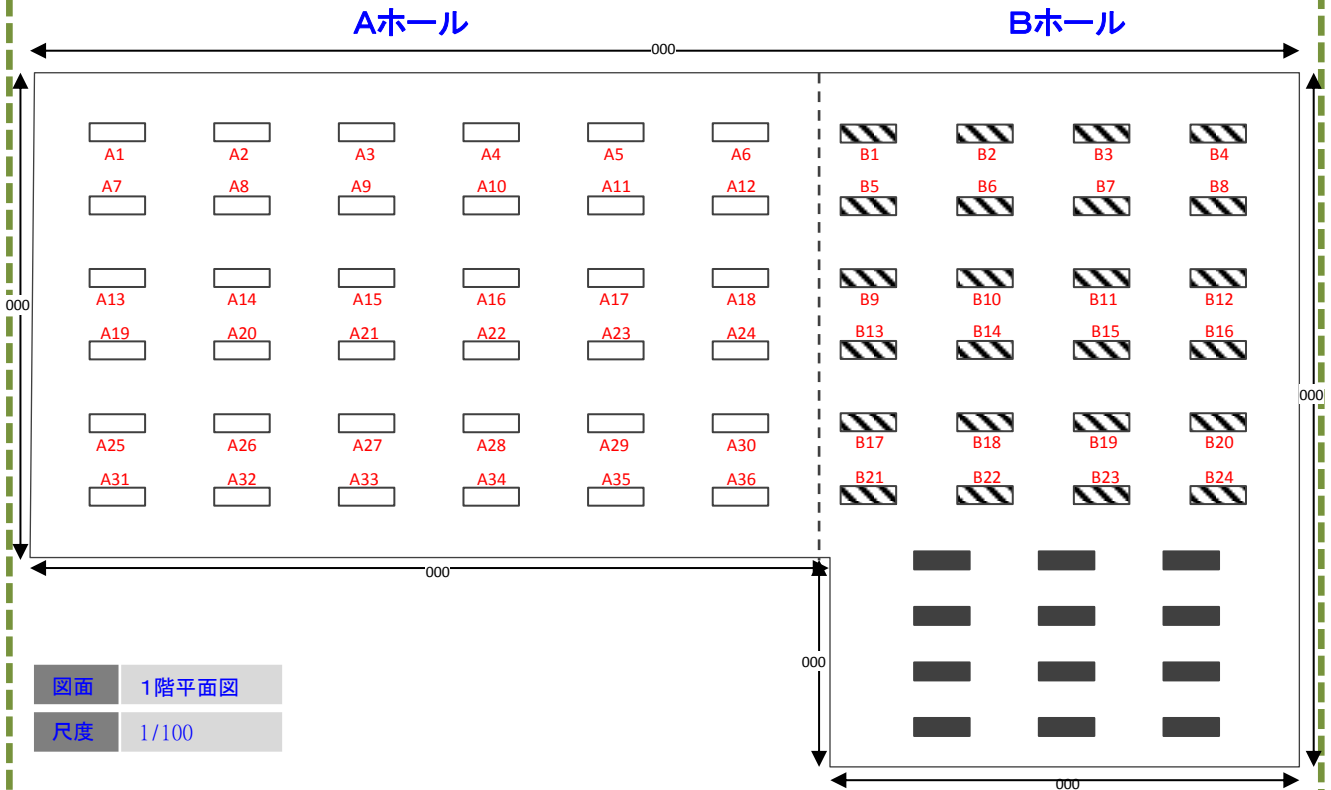 Aホール Bホール
000
A1 A2 A3 A4 A5 A6 B1 B2 B3 B4
A7 A8 A9 A10 A11 A12 B5 B6 B7 B8
A13 A14 A15 A16 A17 A18 B9 B10 B11 B12
000
A19 A20 A21 A22 A23 A24 B13 B14 B15 B16
000
A25 A26 A27 A28 A29 A30 B17 B18 B19 B20
A31 A32 A33 A34 A35 A36 B21 B22 B23 B24
000
000
図面 1階平面図
尺度 1/100
000